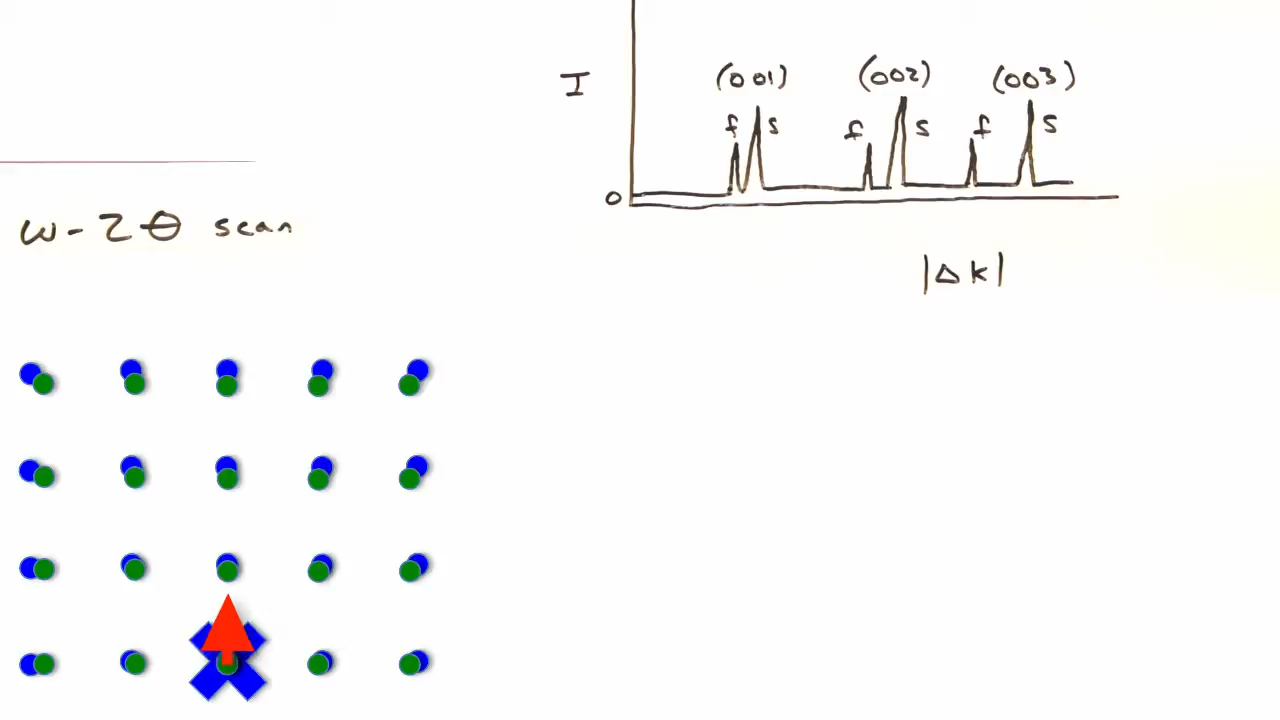 (001) (002) (003)
I
f s f s f s
0
ω-2θ scan
|Δk|